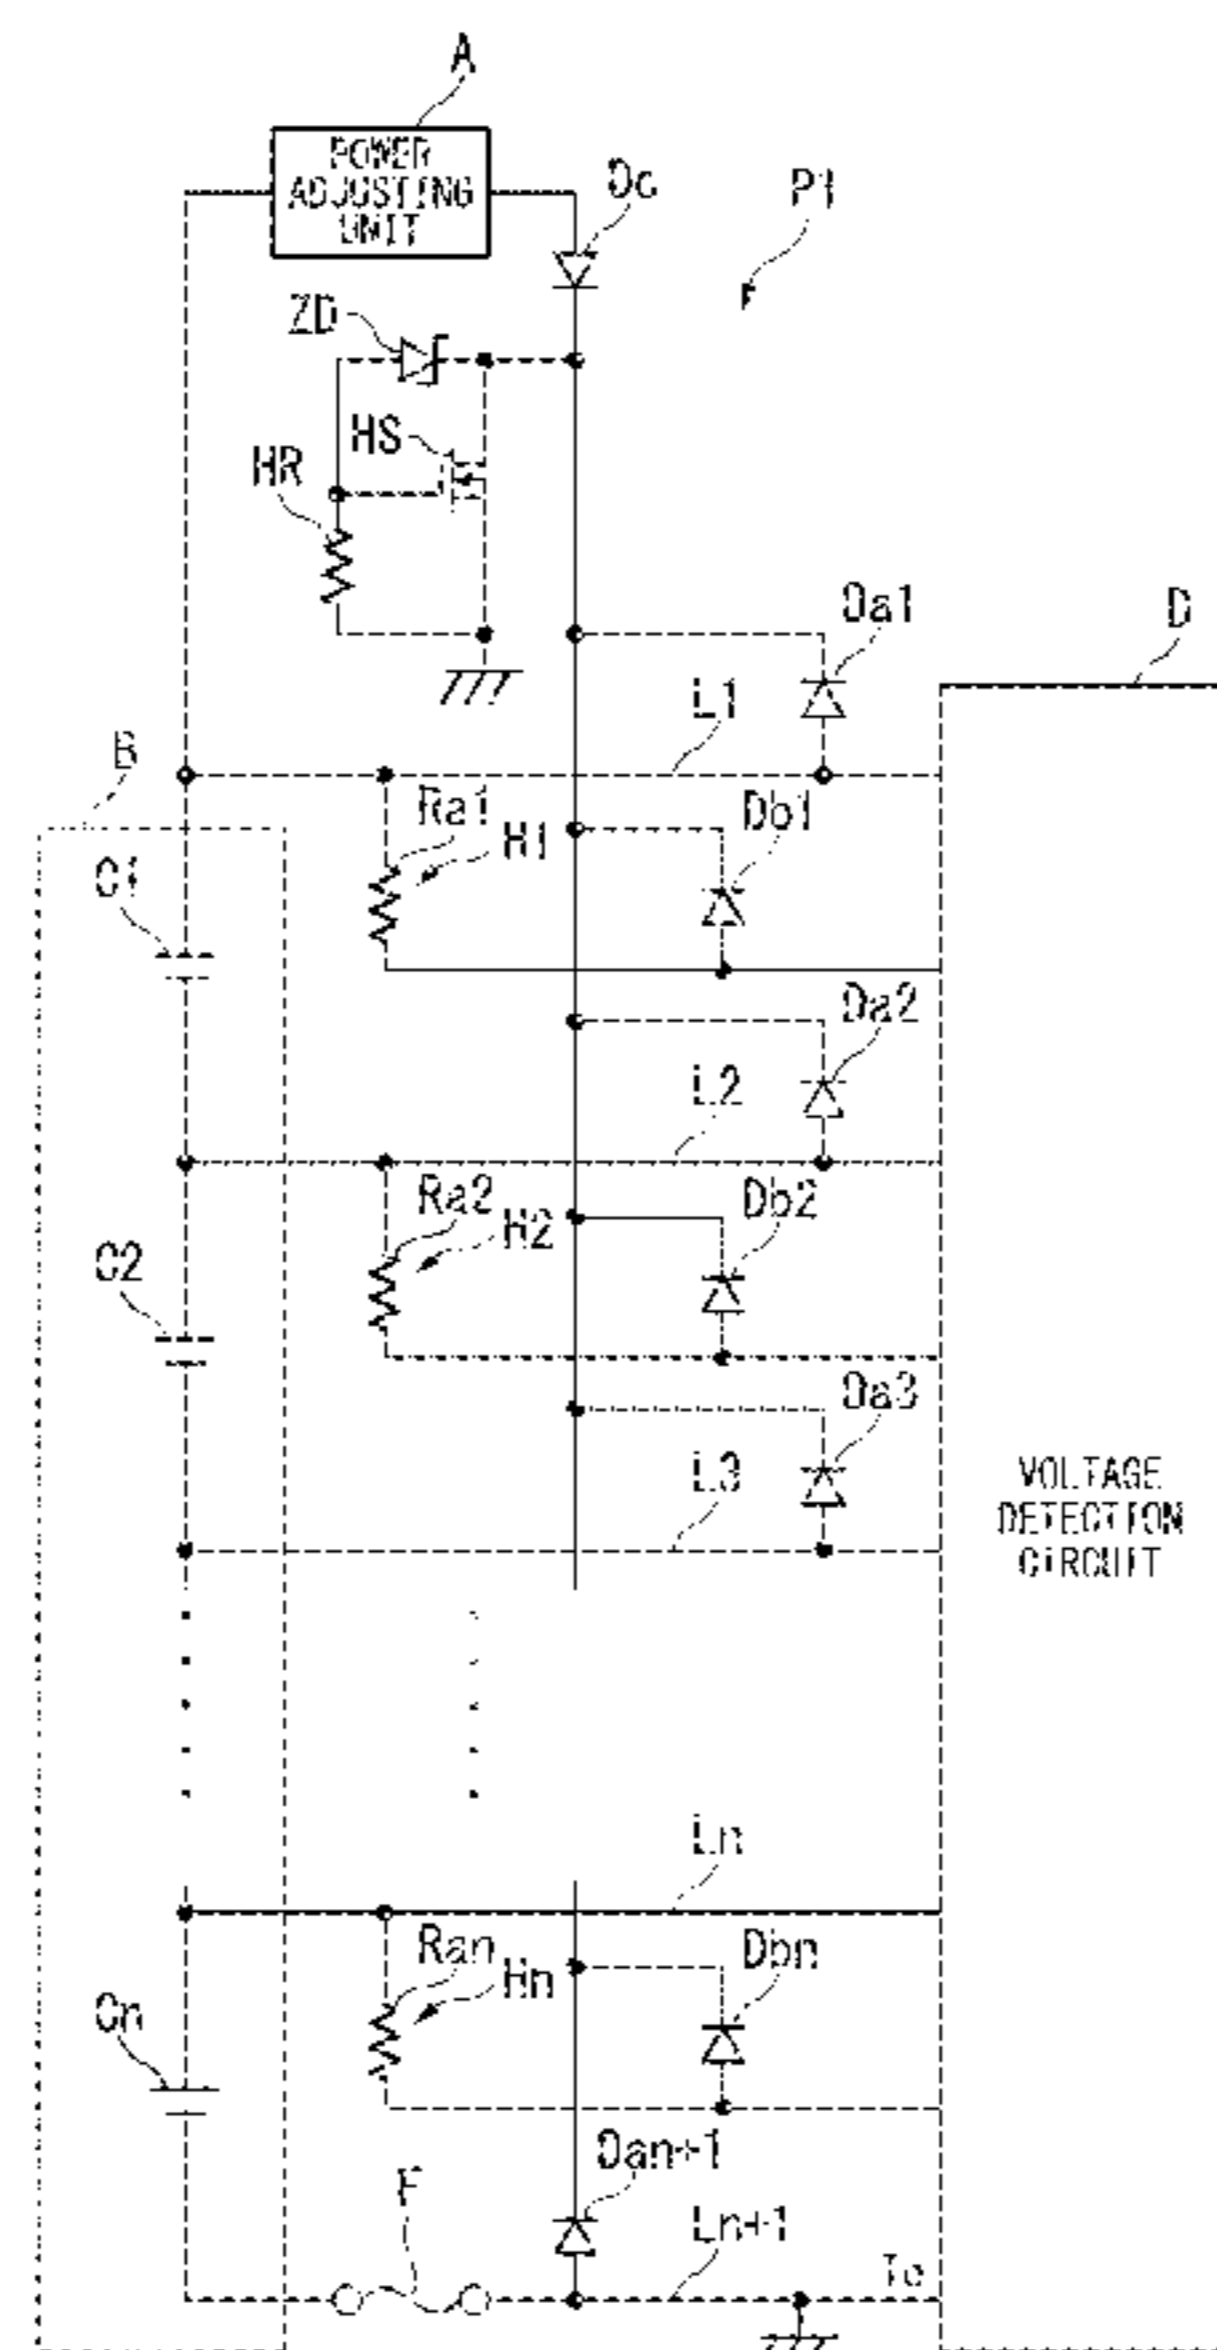 A
POWER
ADJUSTING
UNIT
Dc
P1
ZD
HS
HR
Da1
D
L1
B
Ra1
H1
Db1
C1
Da2
L2
Ra2
H2
Db2
C2
Da3
L3
VOLTAGE
DETECTION
CIRCUIT
Ln
Ran
Hn
Dbn
Cn
Dan+1
F
Ln+1